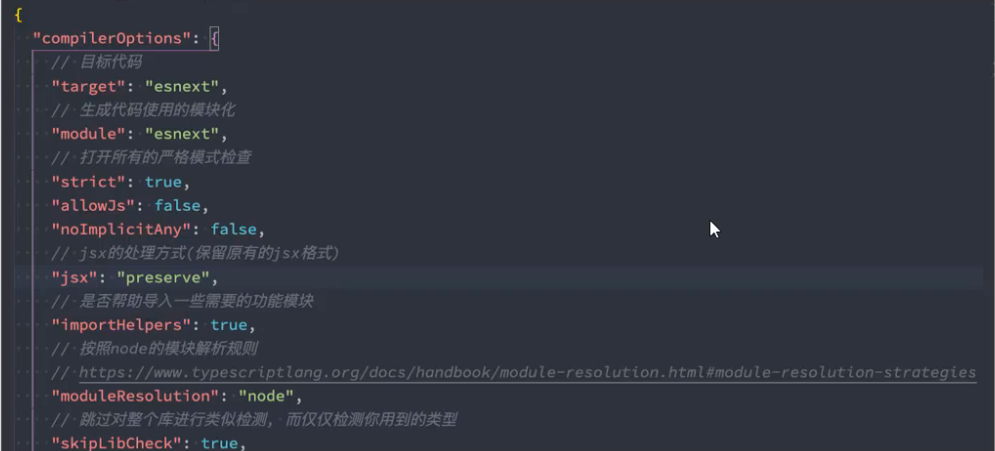 {
"compilerOptions": {
// 目标代码
"target": "esnext",
// 生成代码使用的模块化
"module": "esnext",
// 打开所有的严格模式检查
"strict": true,
"allowJs": false,
"noImplicitAny": false,
// jsx的处理方式(保留原有的jsx格式)
"jsx": "preserve",
// 是否帮助导入一些需要的功能模块
"importHelpers": true,
// 按照node的模块解析规则
// https://www.typescriptlang.org/docs/handbook/module-resolution.html#module-resolution-strategies
"moduleResolution": "node",
// 跳过对整个库进行类似检测, 而仅仅检测你用到的类型
"skipLibCheck": true,